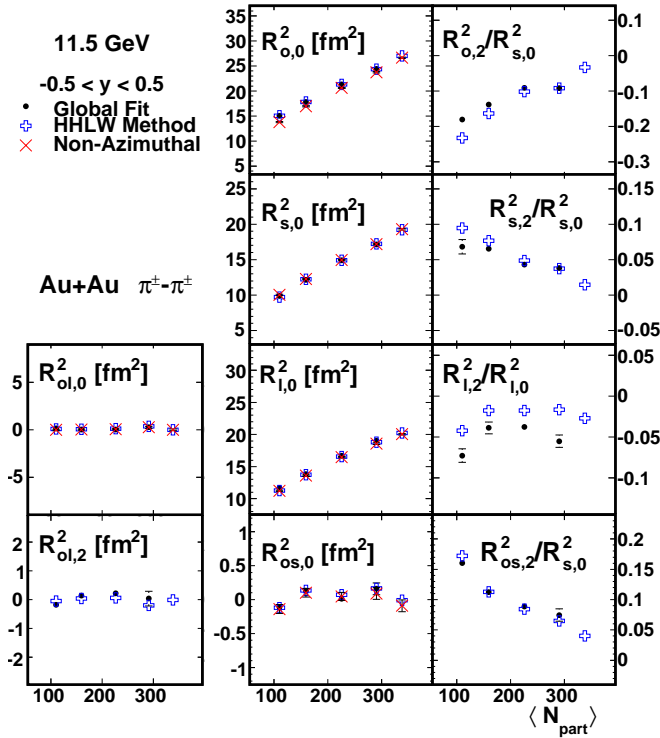 11.5 GeV
-0.5 < y < 0.5
Global Fit
HHLW Method
Non-Azimuthal
Au+Au π±-π±
R²o,0 [fm²]
35
30
25
20
15
10
5
R²o,2/R²s,0
0.1
0
-0.1
-0.2
-0.3
R²s,0 [fm²]
25
20
15
10
5
R²s,2/R²s,0
0.15
0.1
0.05
0
-0.05
R²ol,0 [fm²]
5
0
-5
R²l,0 [fm²]
30
25
20
15
10
R²l,2/R²l,0
0.05
0
-0.05
-0.1
R²ol,2 [fm²]
2
1
0
-1
-2
R²os,0 [fm²]
1
0.5
0
-0.5
-1
R²os,2/R²s,0
0.2
0.15
0.1
0.05
0
100 200 300
100 200 300
100 200 300
⟨ Npart ⟩